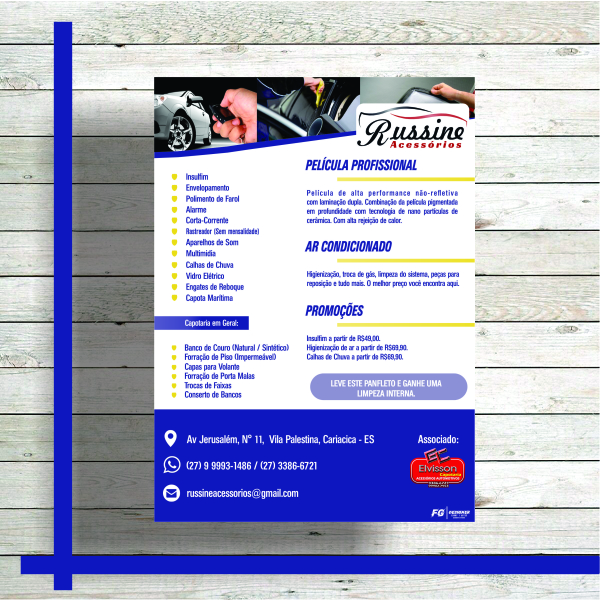 Russine
Acessórios
Insulfim
Envelopamento
Polimento de Farol
Alarme
Corta-Corrente
Rastreador (Sem mensalidade)
Aparelhos de Som
Multimidia
Calhas de Chuva
Vidro Elétrico
Engates de Reboque
Capota Marítima
Capotaria em Geral:
Banco de Couro (Natural / Sintético)
Forração de Piso (Impermeável)
Capas para Volante
Forração de Porta Malas
Trocas de Faixas
Conserto de Bancos
PELÍCULA PROFISSIONAL
Película de alta performance não-refletiva
com laminação dupla. Combinação da película pigmentada
em profundidade com tecnologia de nano partículas de
cerâmica. Com alta rejeição de calor.
AR CONDICIONADO
Higienização, troca de gás, limpeza do sistema, peças para
reposição e tudo mais. O melhor preço você encontra aqui.
PROMOÇÕES
Insulfim a partir de R$49,00.
Higienização de ar a partir de R$69,90.
Calhas de Chuva a partir de R$69,90.
LEVE ESTE PANFLETO E GANHE UMA
LIMPEZA INTERNA.
Av Jerusalém, N° 11, Vila Palestina, Cariacica - ES
(27) 9 9993-1486 / (27) 3386-6721
russineacessorios@gmail.com
Associado:
EC
Elvisson
Capotaria
ACESSÓRIOS AUTOMOTIVOS
FG DESIGNER